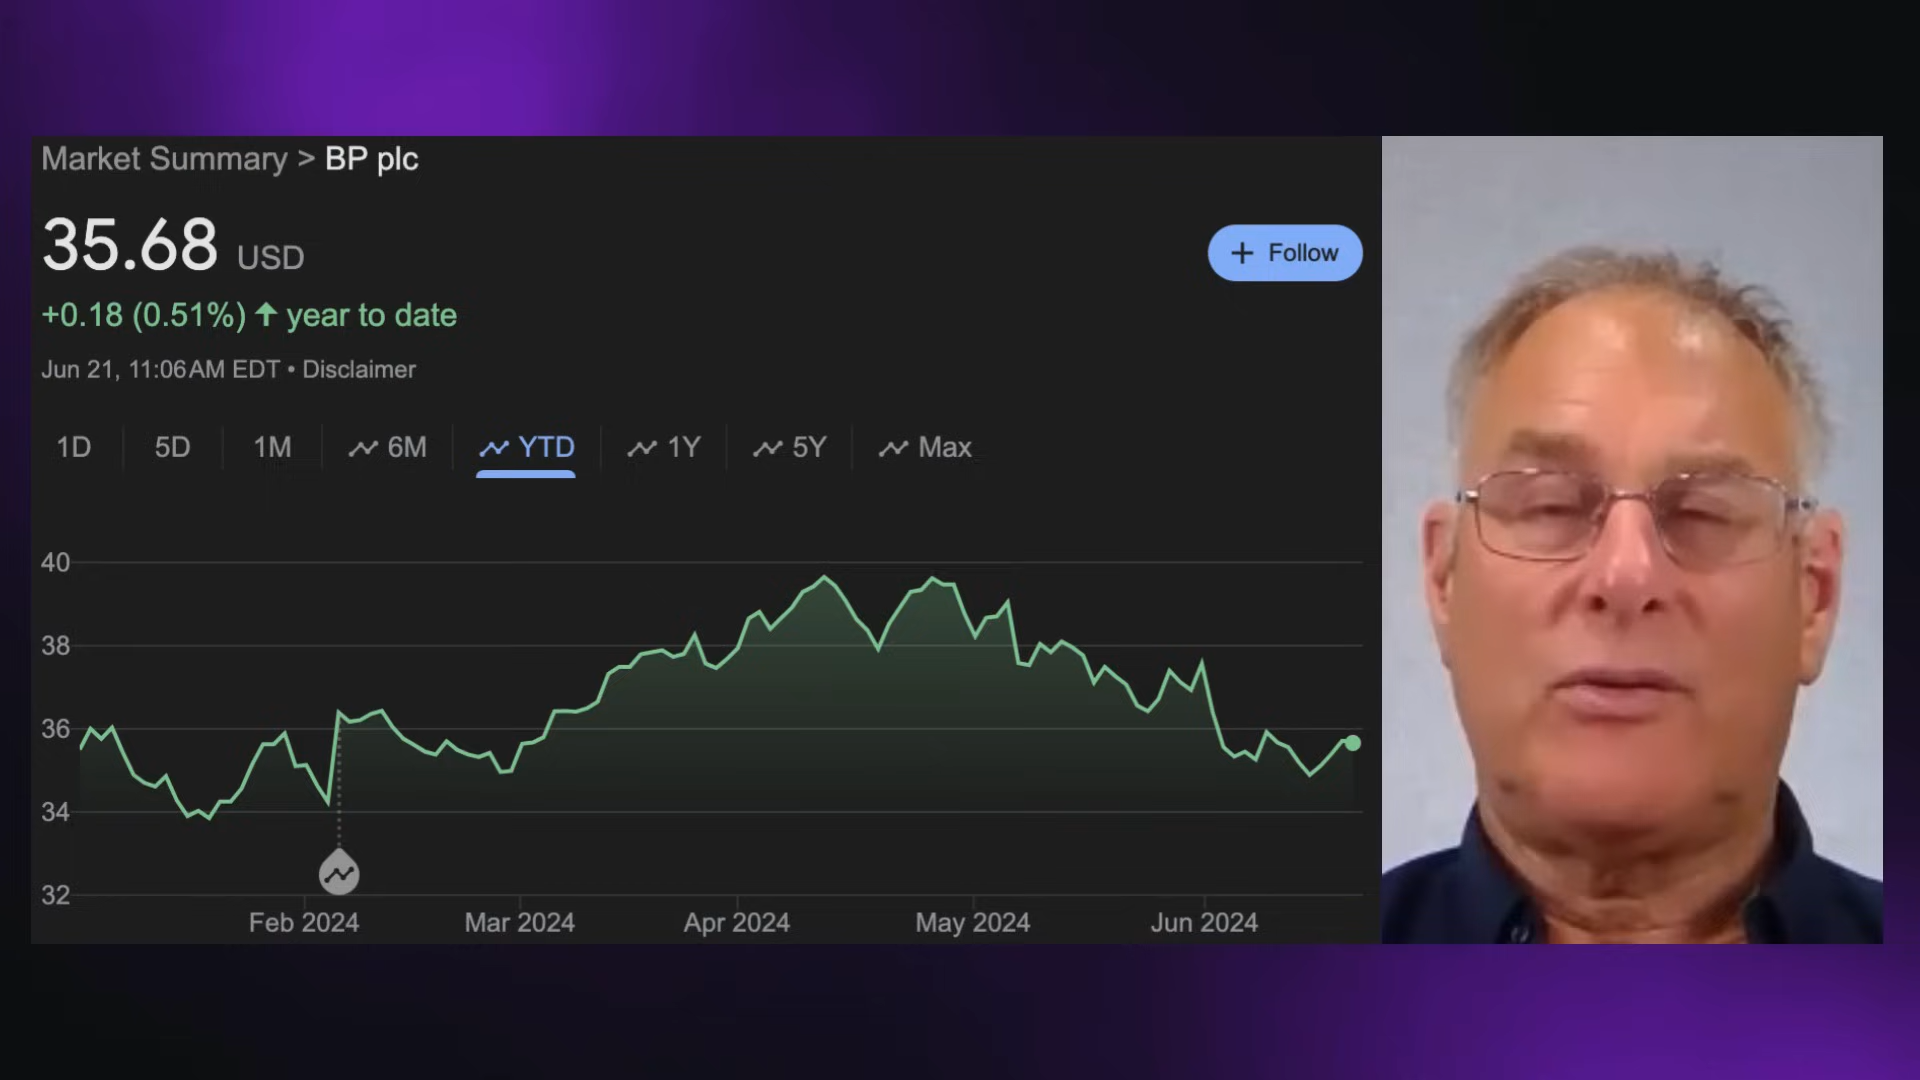 Market Summary > BP plc
35.68 USD
+ Follow
+0.18 (0.51%) ↑ year to date
Jun 21, 11:06 AM EDT • Disclaimer
1D 5D 1M 6M YTD 1Y 5Y Max
40
38
36
34
32
Feb 2024 Mar 2024 Apr 2024 May 2024 Jun 2024